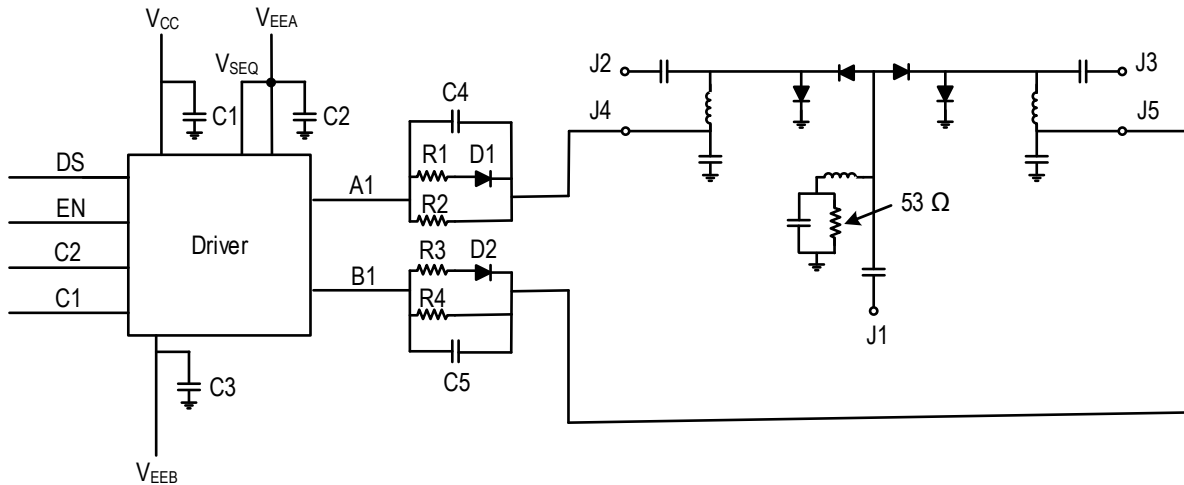 VCC
VEEA
VSEQ
C1
C2
C4
J2
J3
J4
J5
R1
D1
DS
A1
R2
EN
53 Ω
Driver
C2
R3
D2
B1
C1
R4
J1
C3
C5
VEEB